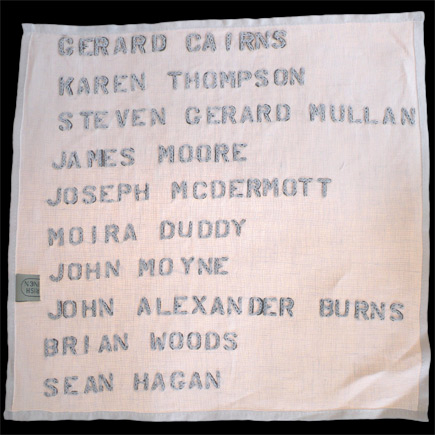 GERARD CAIRNS
KAREN THOMPSON
STEVEN GERARD MULLAN
JAMES MOORE
JOSEPH MCDERMOTT
MOIRA DUDDY
JOHN MOYNE
JOHN ALEXANDER BURNS
BRIAN WOODS
SEAN HAGAN